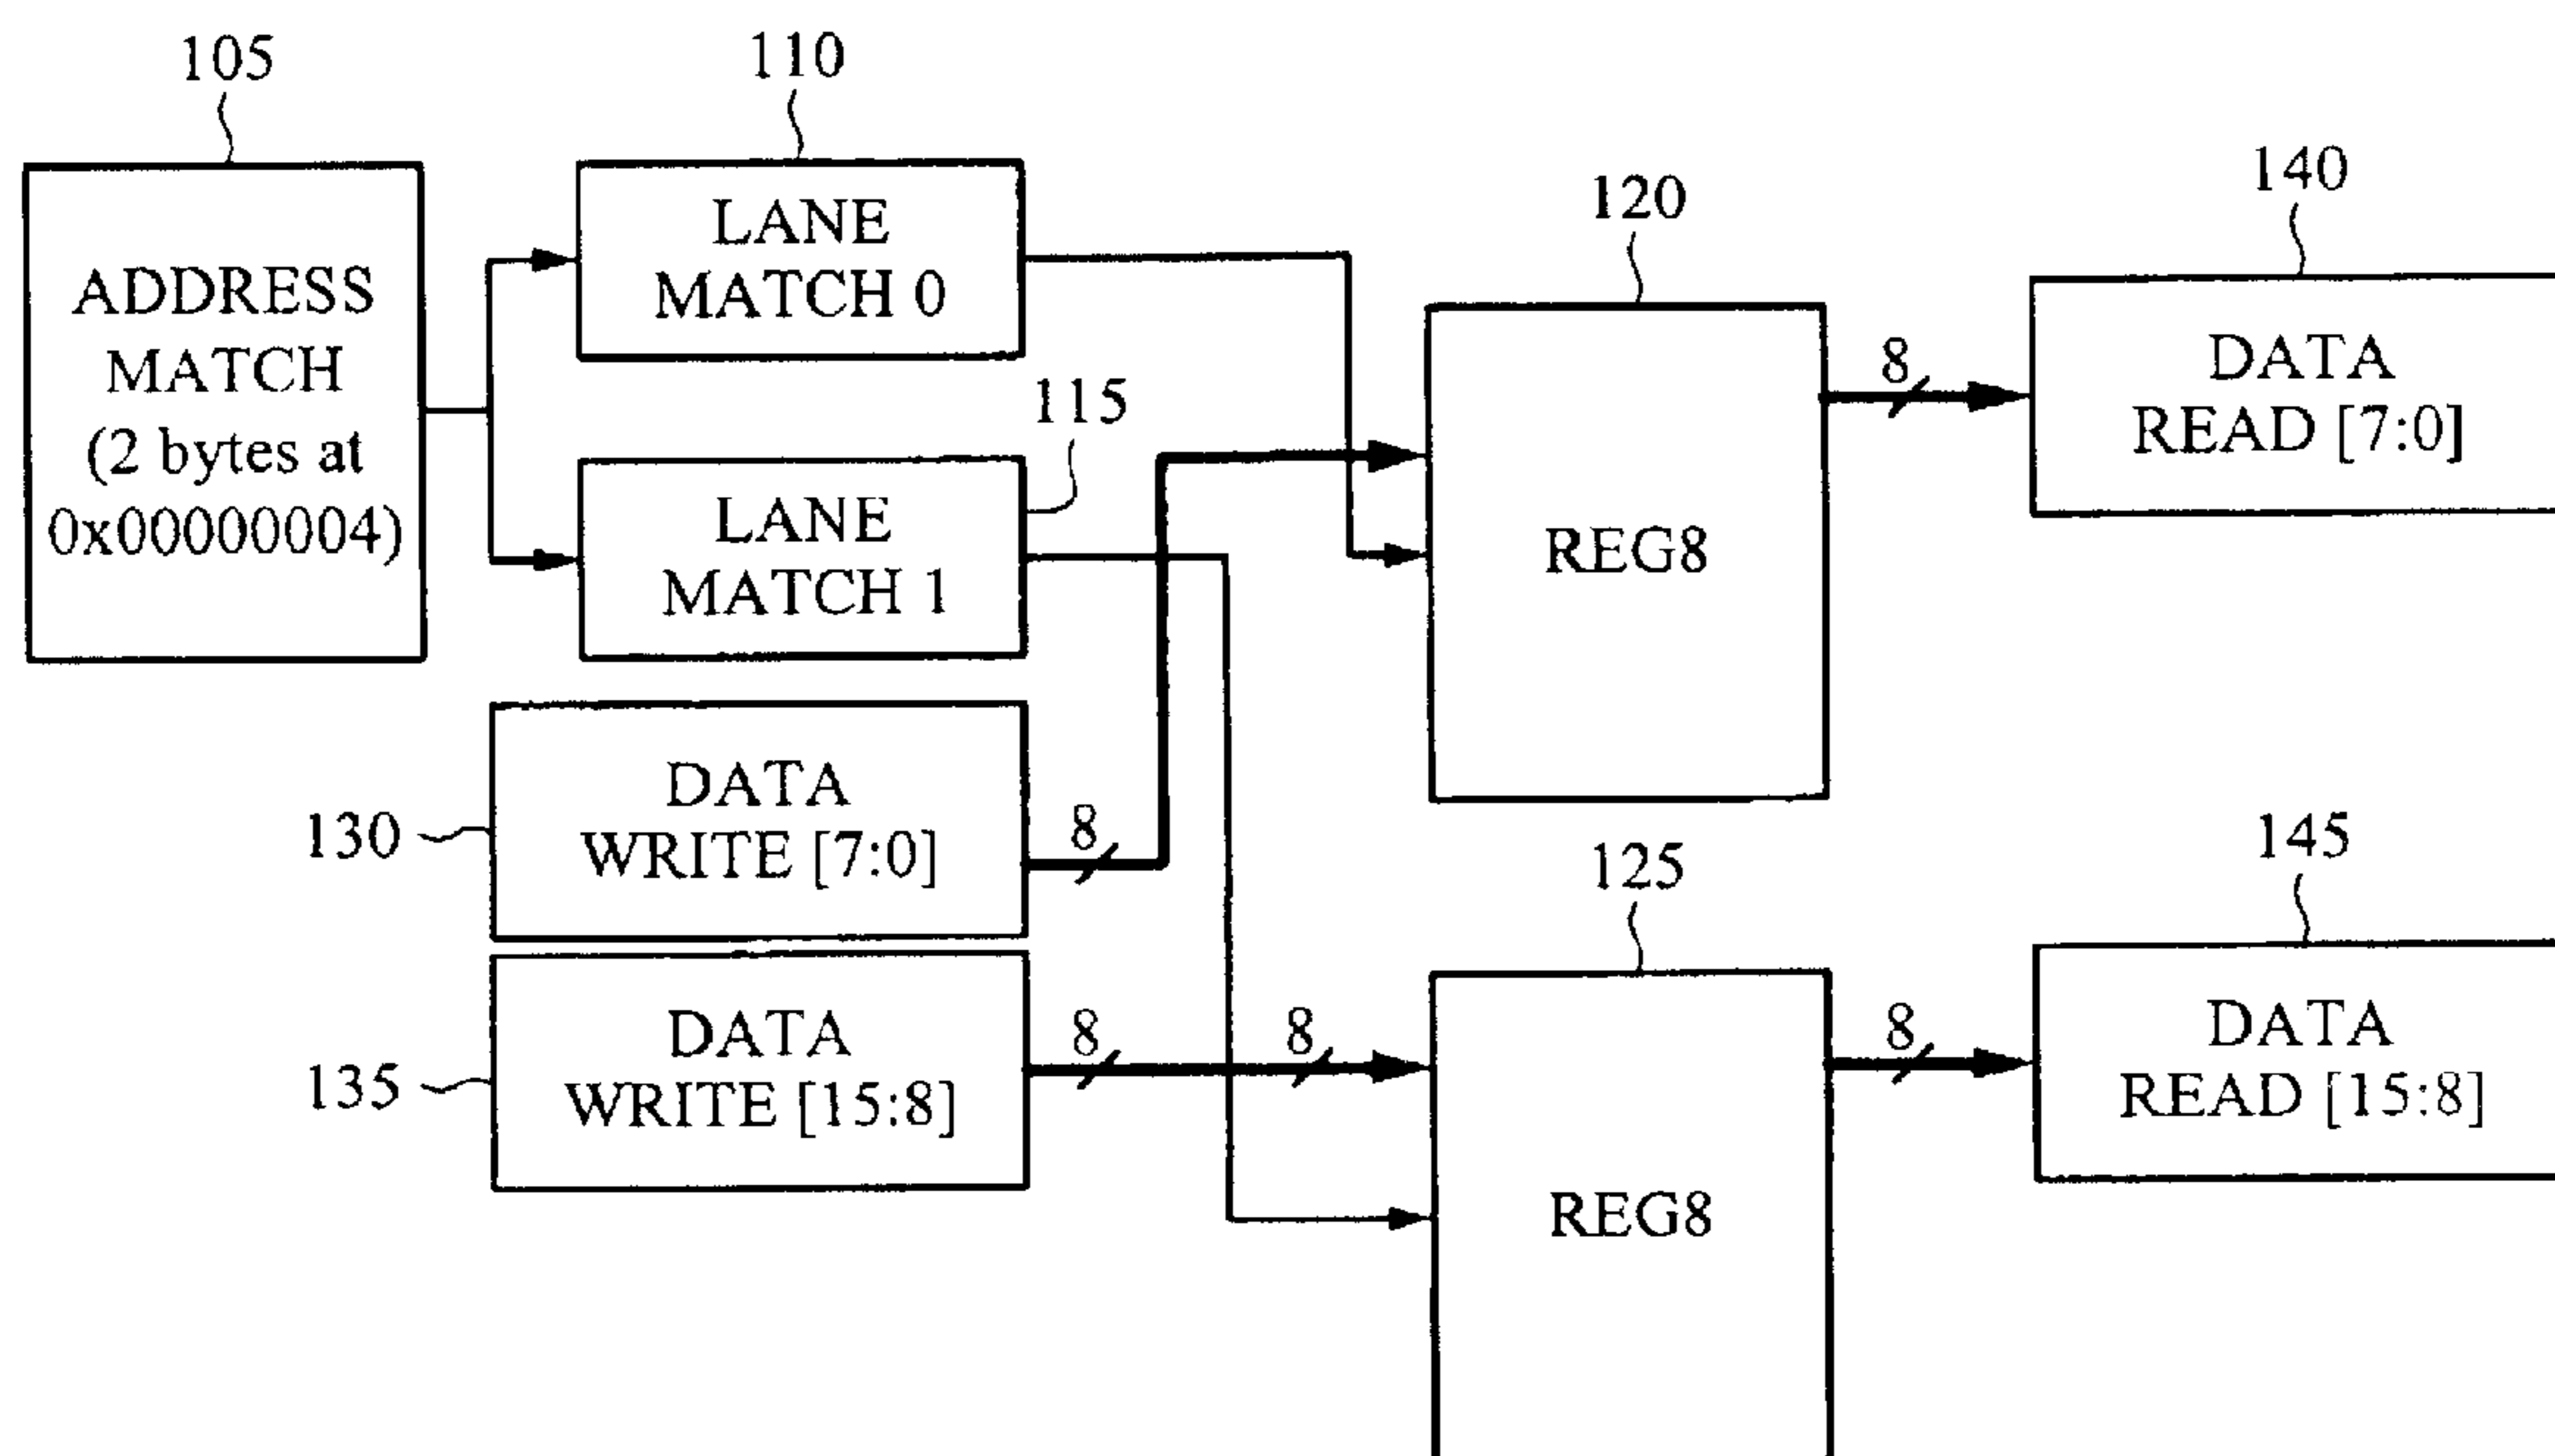 105
110
ADDRESS
MATCH
(2 bytes at
0x00000004)
LANE
MATCH 0
115
LANE
MATCH 1
120
REG8
140
8
DATA
READ [7:0]
130
DATA
WRITE [7:0]
8
135
DATA
WRITE [15:8]
8
8
125
REG8
145
8
DATA
READ [15:8]